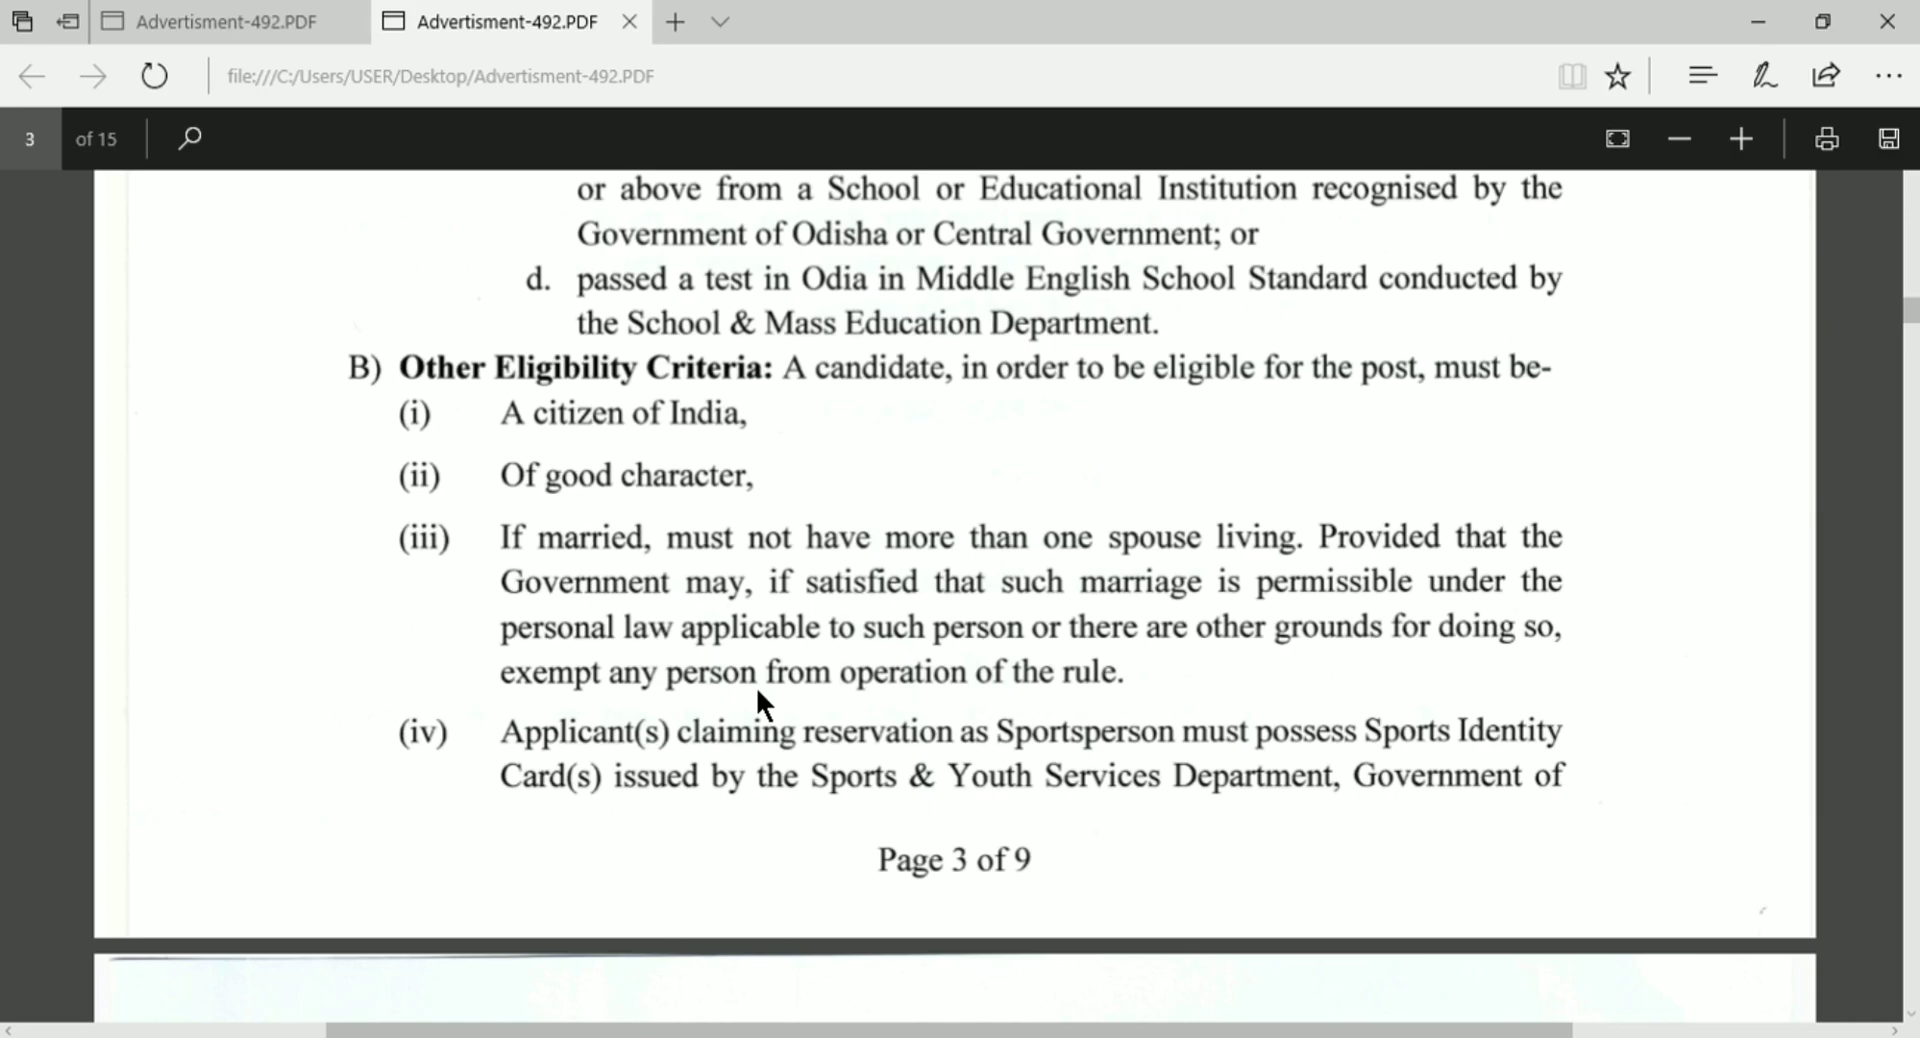 Advertisment-492.PDF
Advertisment-492.PDF
file:///C:/Users/USER/Desktop/Advertisment-492.PDF
3 of 15
or above from a School or Educational Institution recognised by the
Government of Odisha or Central Government; or
d. passed a test in Odia in Middle English School Standard conducted by
the School & Mass Education Department.
B) Other Eligibility Criteria: A candidate, in order to be eligible for the post, must be-
(i) A citizen of India,
(ii) Of good character,
(iii) If married, must not have more than one spouse living. Provided that the
Government may, if satisfied that such marriage is permissible under the
personal law applicable to such person or there are other grounds for doing so,
exempt any person from operation of the rule.
(iv) Applicant(s) claiming reservation as Sportsperson must possess Sports Identity
Card(s) issued by the Sports & Youth Services Department, Government of
Page 3 of 9